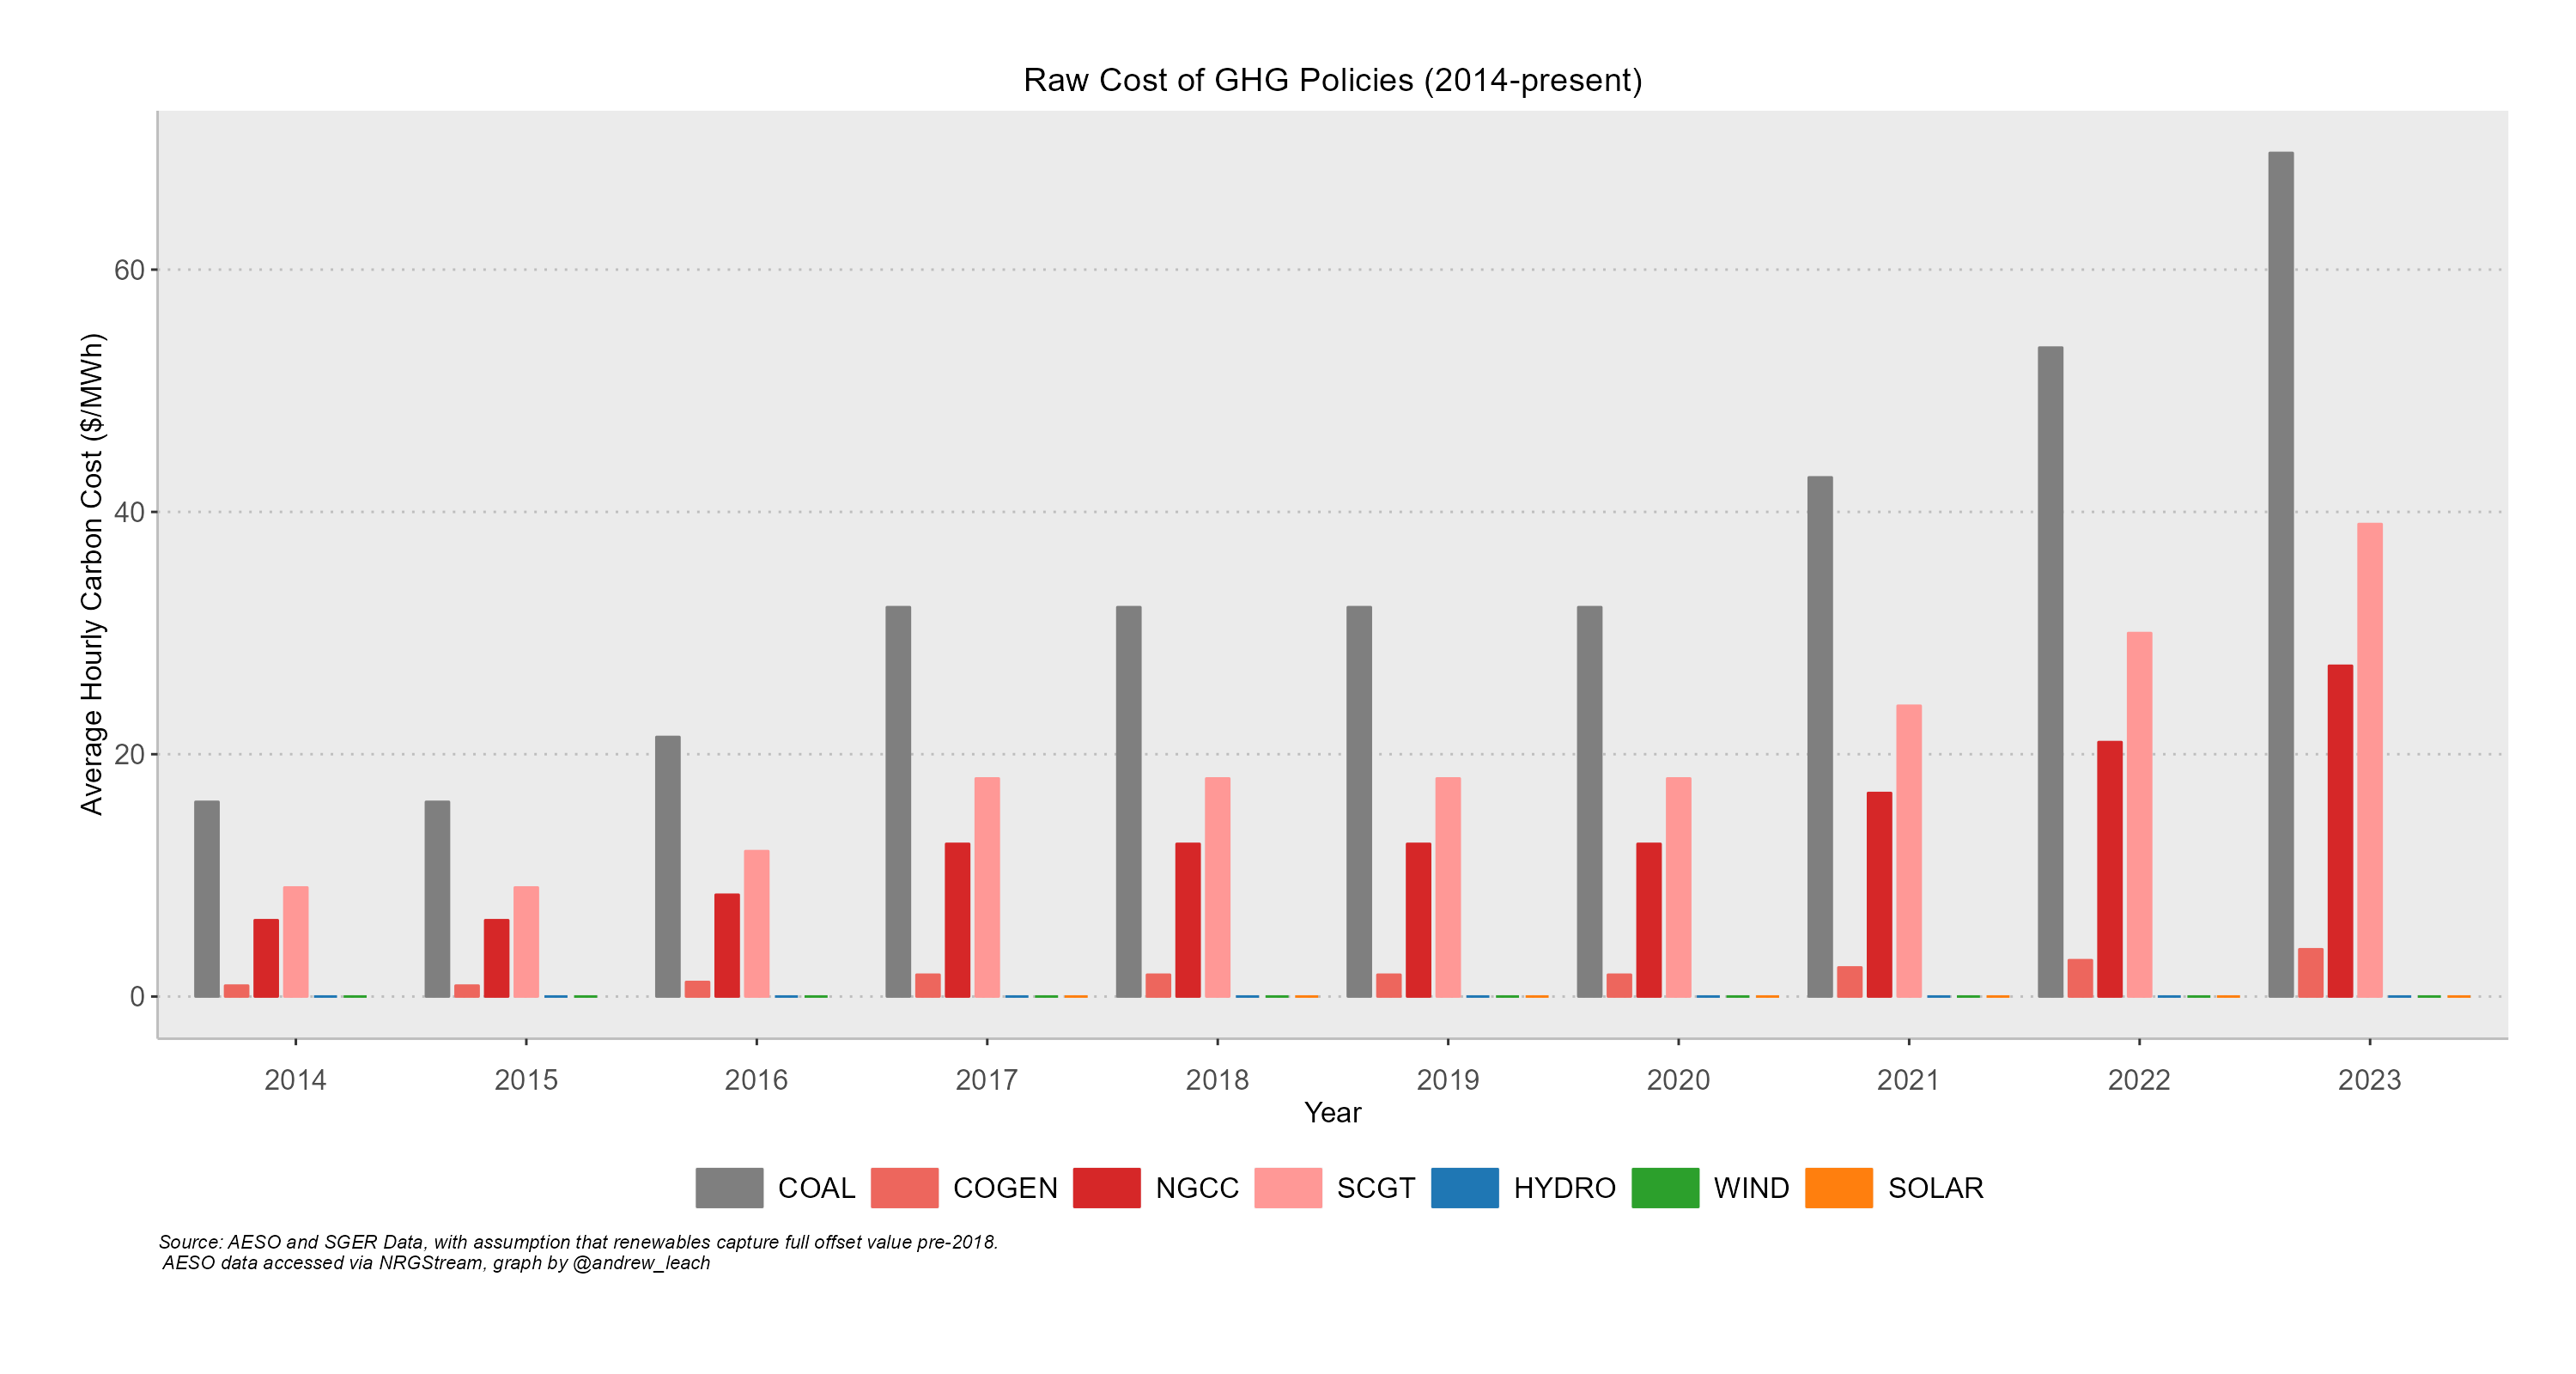 Raw Cost of GHG Policies (2014-present)
Average Hourly Carbon Cost ($/MWh)
60
40
20
0
2014 2015 2016 2017 2018 2019 2020 2021 2022 2023
Year
COAL COGEN NGCC SCGT HYDRO WIND SOLAR
Source: AESO and SGER Data, with assumption that renewables capture full offset value pre-2018.
AESO data accessed via NRGStream, graph by @andrew_leach